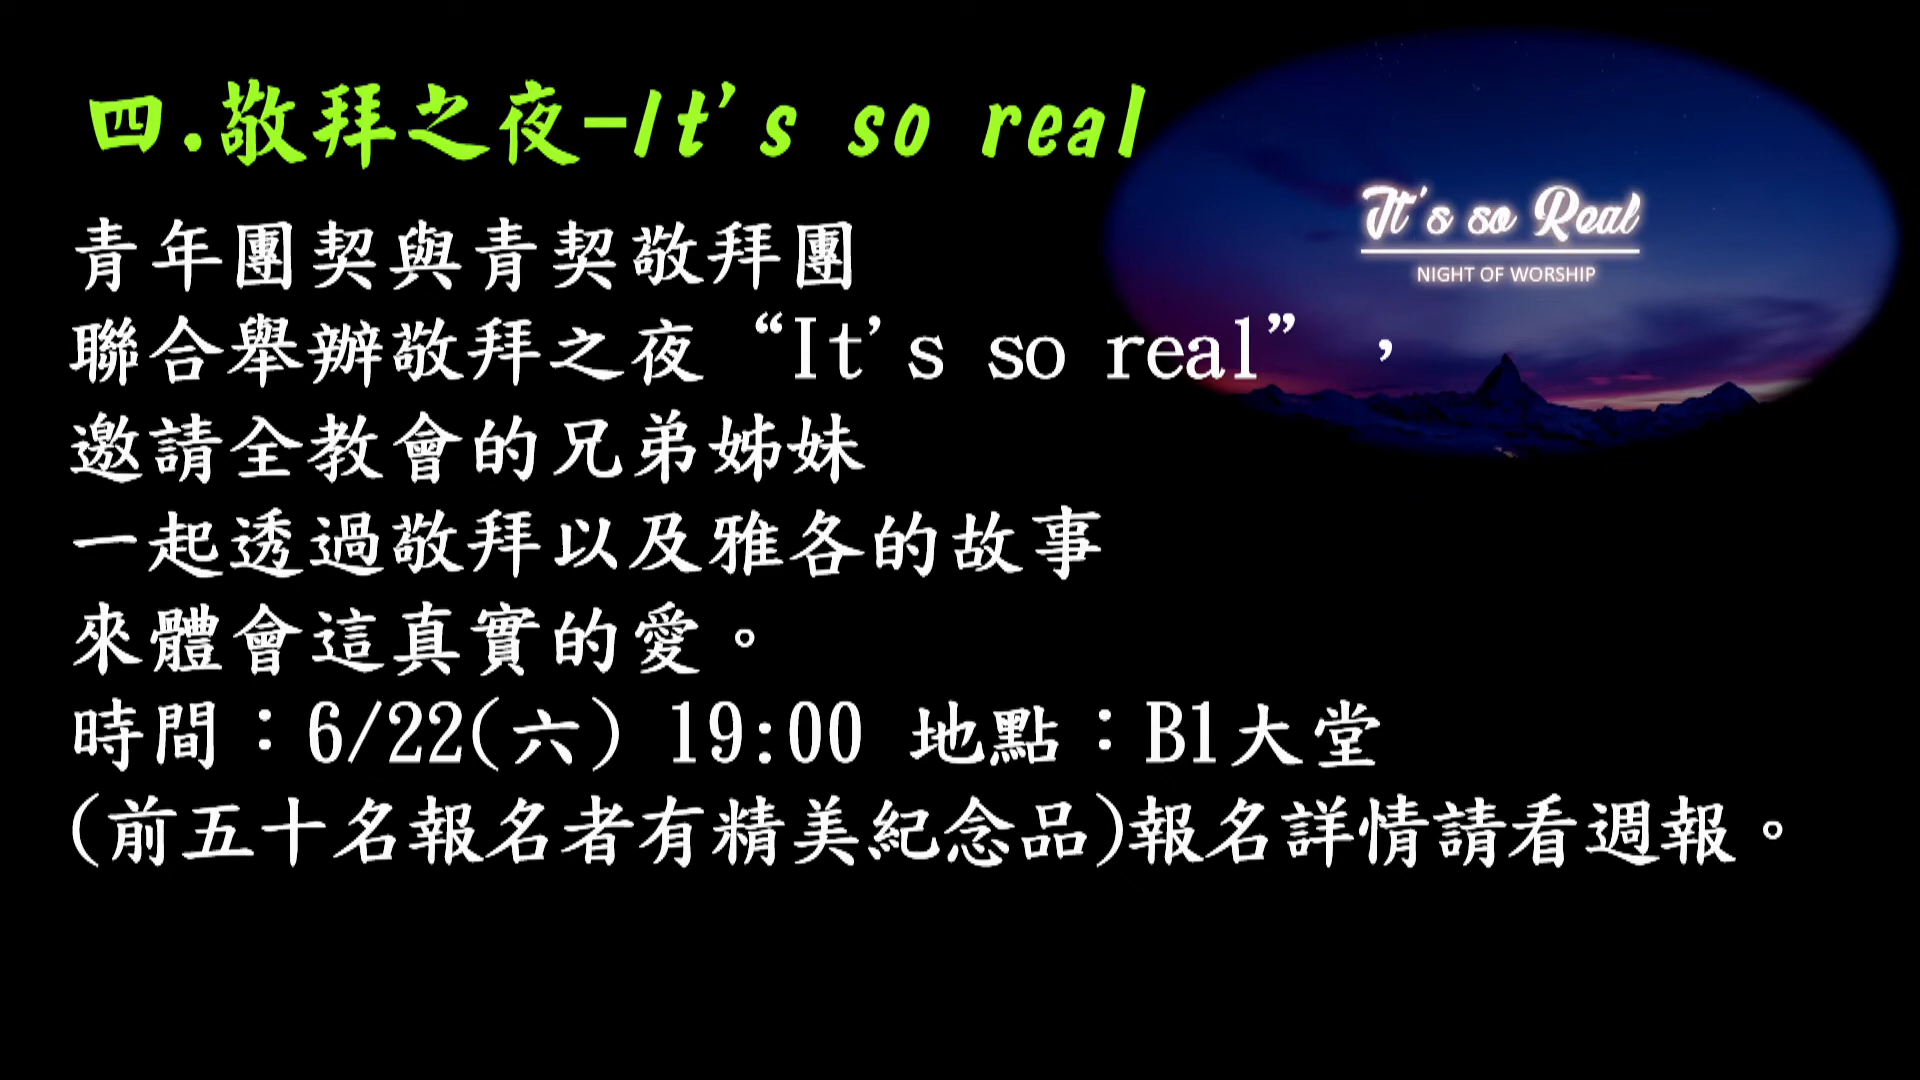 四.敬拜之夜-It's so real
It's so Real
NIGHT OF WORSHIP
青年團契與青契敬拜團
聯合舉辦敬拜之夜“It's so real”，
邀請全教會的兄弟姊妹
一起透過敬拜以及雅各的故事
來體會這真實的愛。
時間：6/22(六) 19:00 地點：B1大堂
(前五十名報名者有精美紀念品)報名詳情請看週報。